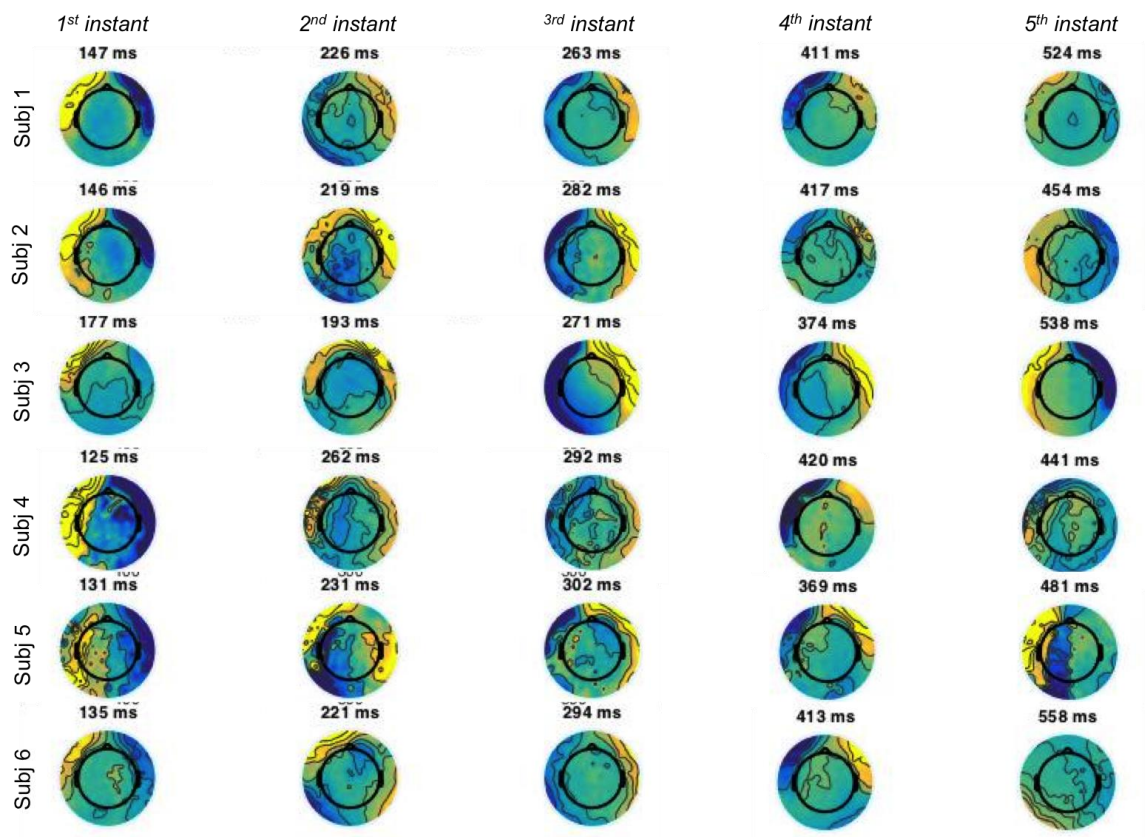 1st instant 2nd instant 3rd instant 4th instant 5th instant
147 ms 226 ms 263 ms 411 ms 524 ms
Subj 1
146 ms 219 ms 282 ms 417 ms 454 ms
Subj 2
177 ms 193 ms 271 ms 374 ms 538 ms
Subj 3
125 ms 262 ms 292 ms 420 ms 441 ms
Subj 4
131 ms 231 ms 302 ms 369 ms 481 ms
Subj 5
135 ms 221 ms 294 ms 413 ms 558 ms
Subj 6